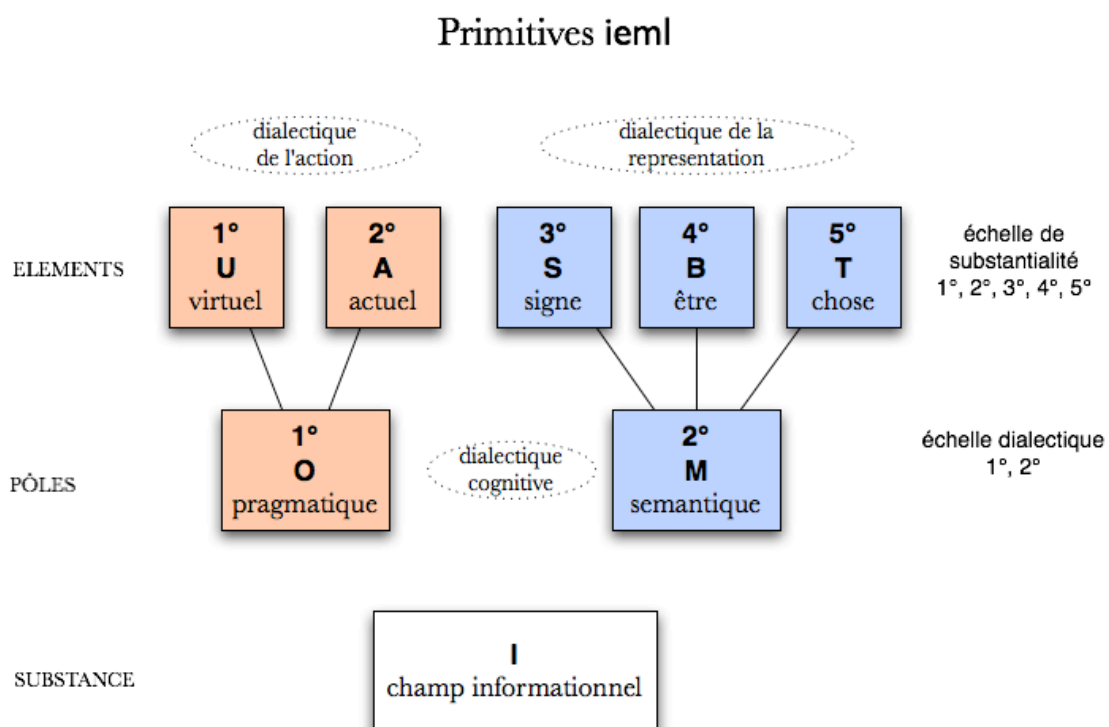 Primitives ieml
dialectique
de l'action
dialectique de la
representation
ELEMENTS
1°
U
virtuel
2°
A
actuel
3°
S
signe
4°
B
être
5°
T
chose
échelle de
substantialité
1°, 2°, 3°, 4°, 5°
PÔLES
1°
O
pragmatique
dialectique
cognitive
2°
M
semantique
échelle dialectique
1°, 2°
SUBSTANCE
I
champ informationnel